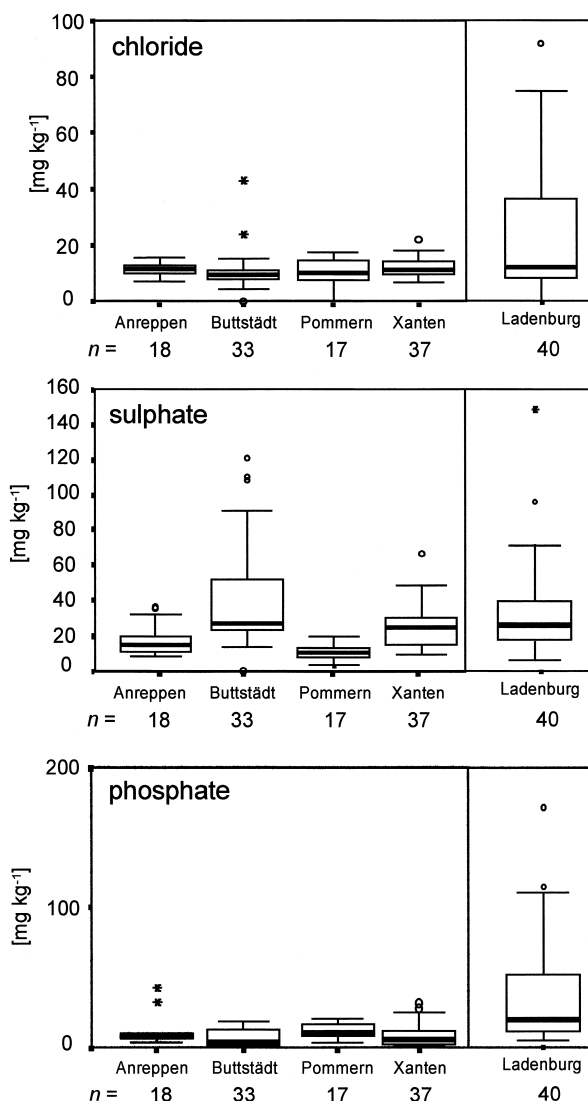 chloride
[mg kg-1]
100
80
60
40
20
0
Anreppen Buttstädt Pommern Xanten Ladenburg
n = 18 33 17 37 40
sulphate
[mg kg-1]
160
140
120
100
80
60
40
20
0
Anreppen Buttstädt Pommern Xanten Ladenburg
n = 18 33 17 37 40
phosphate
[mg kg-1]
200
100
0
Anreppen Buttstädt Pommern Xanten Ladenburg
n = 18 33 17 37 40